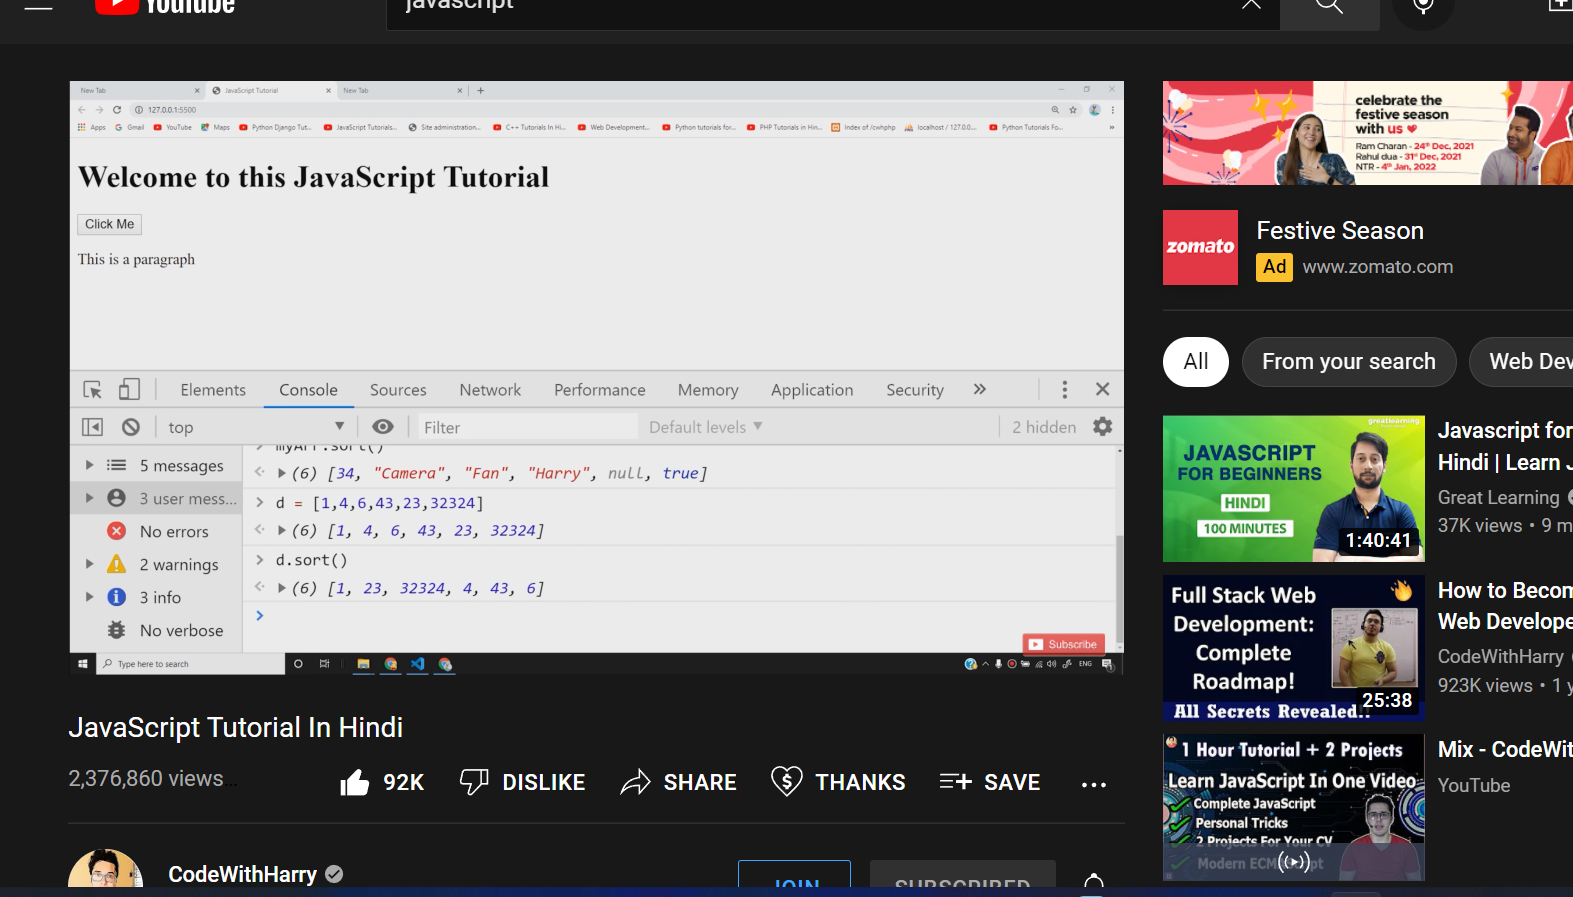 YouTube
javascript
New Tab
JavaScript Tutorial
New Tab
127.0.0.1:5500
Apps
Gmail
YouTube
Maps
Python Django Tut...
JavaScript Tutorials...
Site administration...
C++ Tutorials In Hi...
Web Development...
Python tutorials for...
PHP Tutorials in Hin...
Index of /cwhphp
localhost / 127.0.0....
Python Tutorials Fo...
Welcome to this JavaScript Tutorial
Click Me
This is a paragraph
Elements Console Sources Network Performance Memory Application Security
top
Filter
Default levels
2 hidden
5 messages
3 user mess...
No errors
2 warnings
3 info
No verbose
myArr.sort()
(6) [34, "Camera", "Fan", "Harry", null, true]
d = [1,4,6,43,23,32324]
(6) [1, 4, 6, 43, 23, 32324]
d.sort()
(6) [1, 23, 32324, 4, 43, 6]
Subscribe
Type here to search
ENG
JavaScript Tutorial In Hindi
2,376,860 views...
92K
DISLIKE
SHARE
THANKS
SAVE
CodeWithHarry
JOIN
SUBSCRIBED
celebrate the
festive season
with us
Ram Charan - 24th Dec, 2021
Rahul dua - 31st Dec, 2021
NTR - 4th Jan, 2022
zomato
Festive Season
Ad www.zomato.com
All
From your search
Web Dev
greatlearning
JAVASCRIPT
FOR BEGINNERS
HINDI
100 MINUTES
1:40:41
Javascript for
Hindi | Learn J
Great Learning
37K views • 9 m
Full Stack Web
Development:
Complete
Roadmap!
All Secrets Revealed!!
25:38
How to Becom
Web Develope
CodeWithHarry
923K views • 1 y
1 Hour Tutorial + 2 Projects
Learn JavaScript In One Video
Complete JavaScript
Personal Tricks
2 Projects For Your CV
Modern ECMAScript
Mix - CodeWit
YouTube